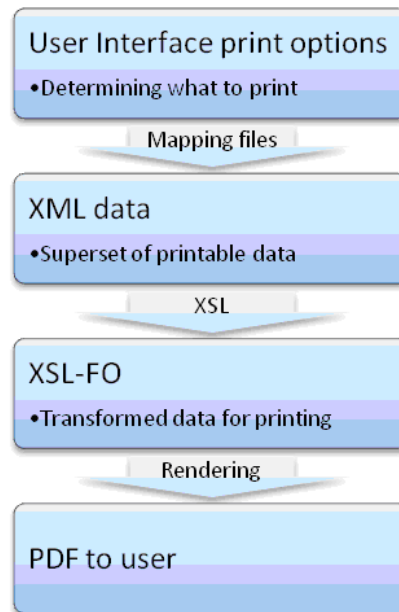 User Interface print options
•Determining what to print
Mapping files
XML data
•Superset of printable data
XSL
XSL-FO
•Transformed data for printing
Rendering
PDF to user